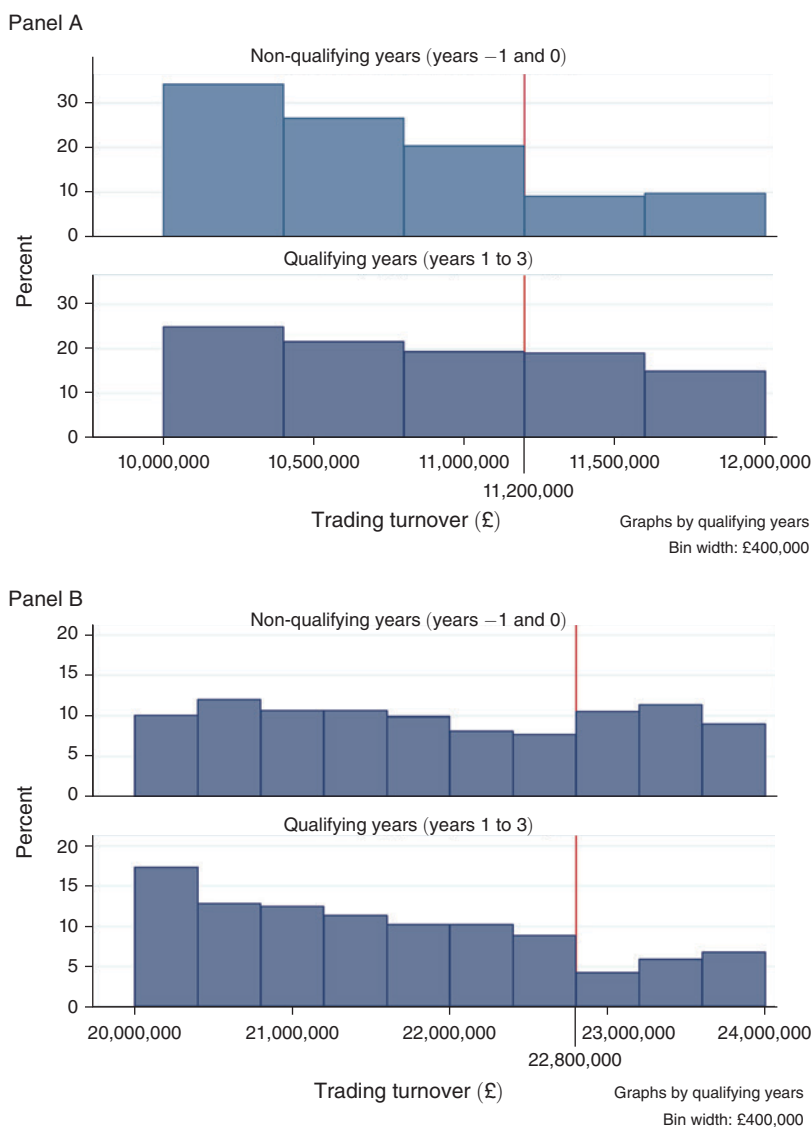 Panel A
Non-qualifying years (years −1 and 0)
30
20
10
0
Qualifying years (years 1 to 3)
30
20
10
0
Percent
10,000,000 10,500,000 11,000,000 11,500,000 12,000,000
11,200,000
Trading turnover (£)
Graphs by qualifying years
Bin width: £400,000
Panel B
Non-qualifying years (years −1 and 0)
20
15
10
5
0
Qualifying years (years 1 to 3)
20
15
10
5
0
Percent
20,000,000 21,000,000 22,000,000 23,000,000 24,000,000
22,800,000
Trading turnover (£)
Graphs by qualifying years
Bin width: £400,000